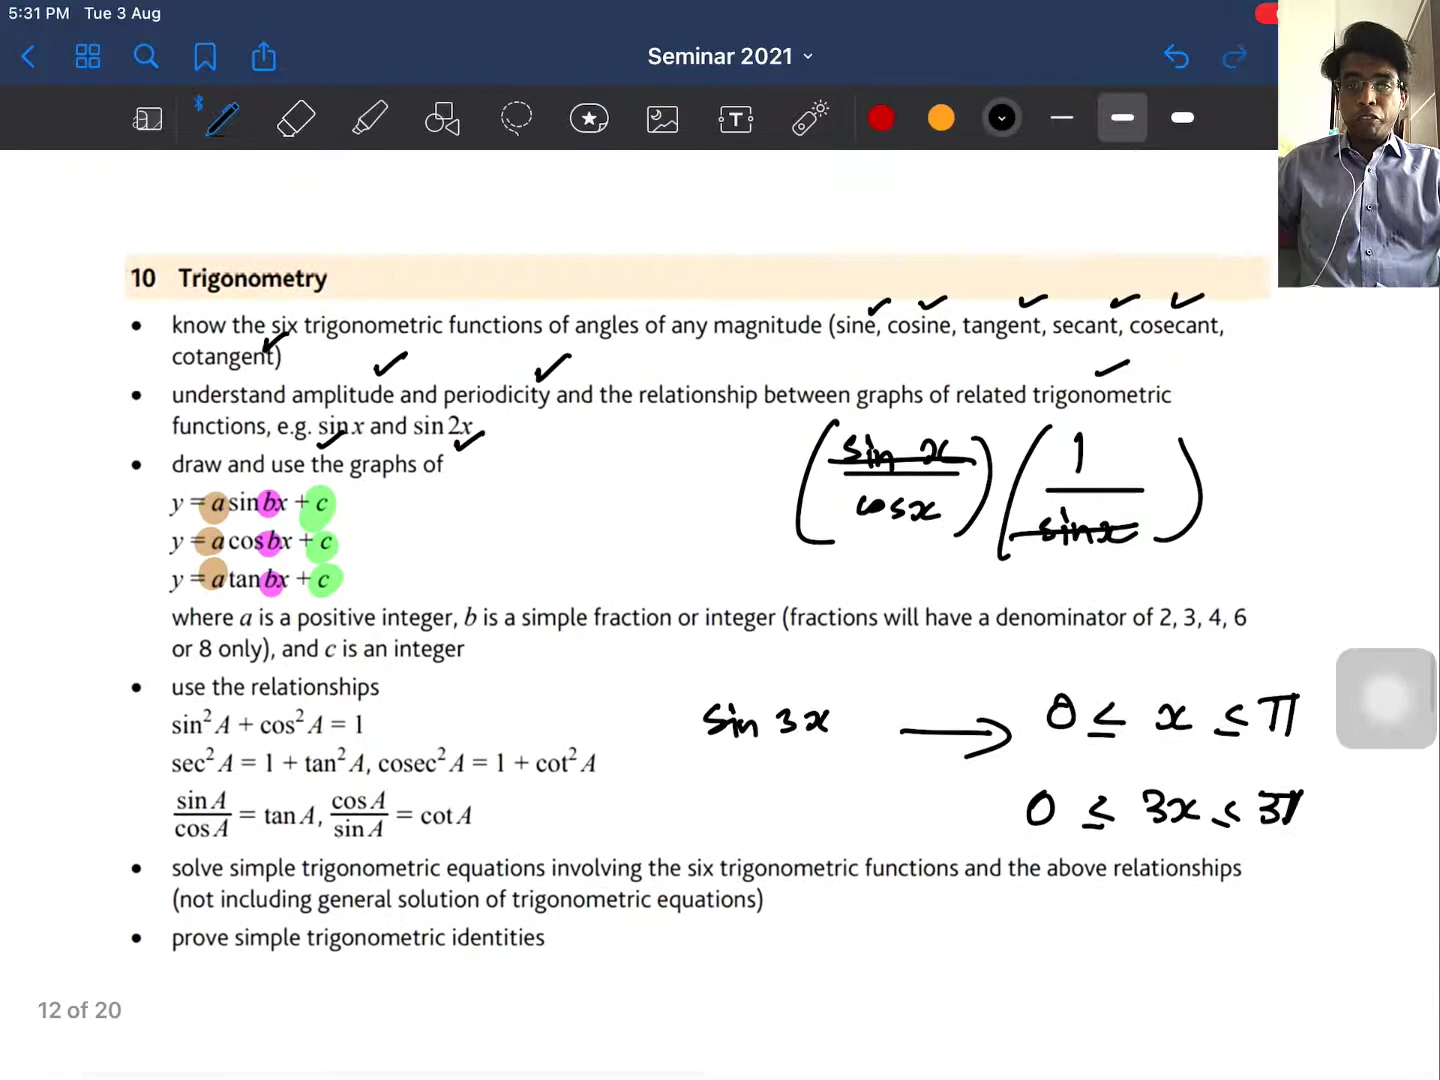 5:31 PM Tue 3 Aug
Seminar 2021
T
10 Trigonometry
• know the six trigonometric functions of angles of any magnitude (sine, cosine, tangent, secant, cosecant,
cotangent)
• understand amplitude and periodicity and the relationship between graphs of related trigonometric
functions, e.g. sin x and sin 2x
• draw and use the graphs of
y = a sin bx + c
y = a cos bx + c
y = a tan bx + c
(sin x / cos x) (1 / sin x)
where a is a positive integer, b is a simple fraction or integer (fractions will have a denominator of 2, 3, 4, 6
or 8 only), and c is an integer
• use the relationships
sin² A + cos² A = 1
sec² A = 1 + tan² A, cosec² A = 1 + cot² A
sin A / cos A = tan A, cos A / sin A = cot A
sin 3x → 0 ≤ x ≤ π
0 ≤ 3x ≤ 3π
• solve simple trigonometric equations involving the six trigonometric functions and the above relationships
(not including general solution of trigonometric equations)
• prove simple trigonometric identities
12 of 20